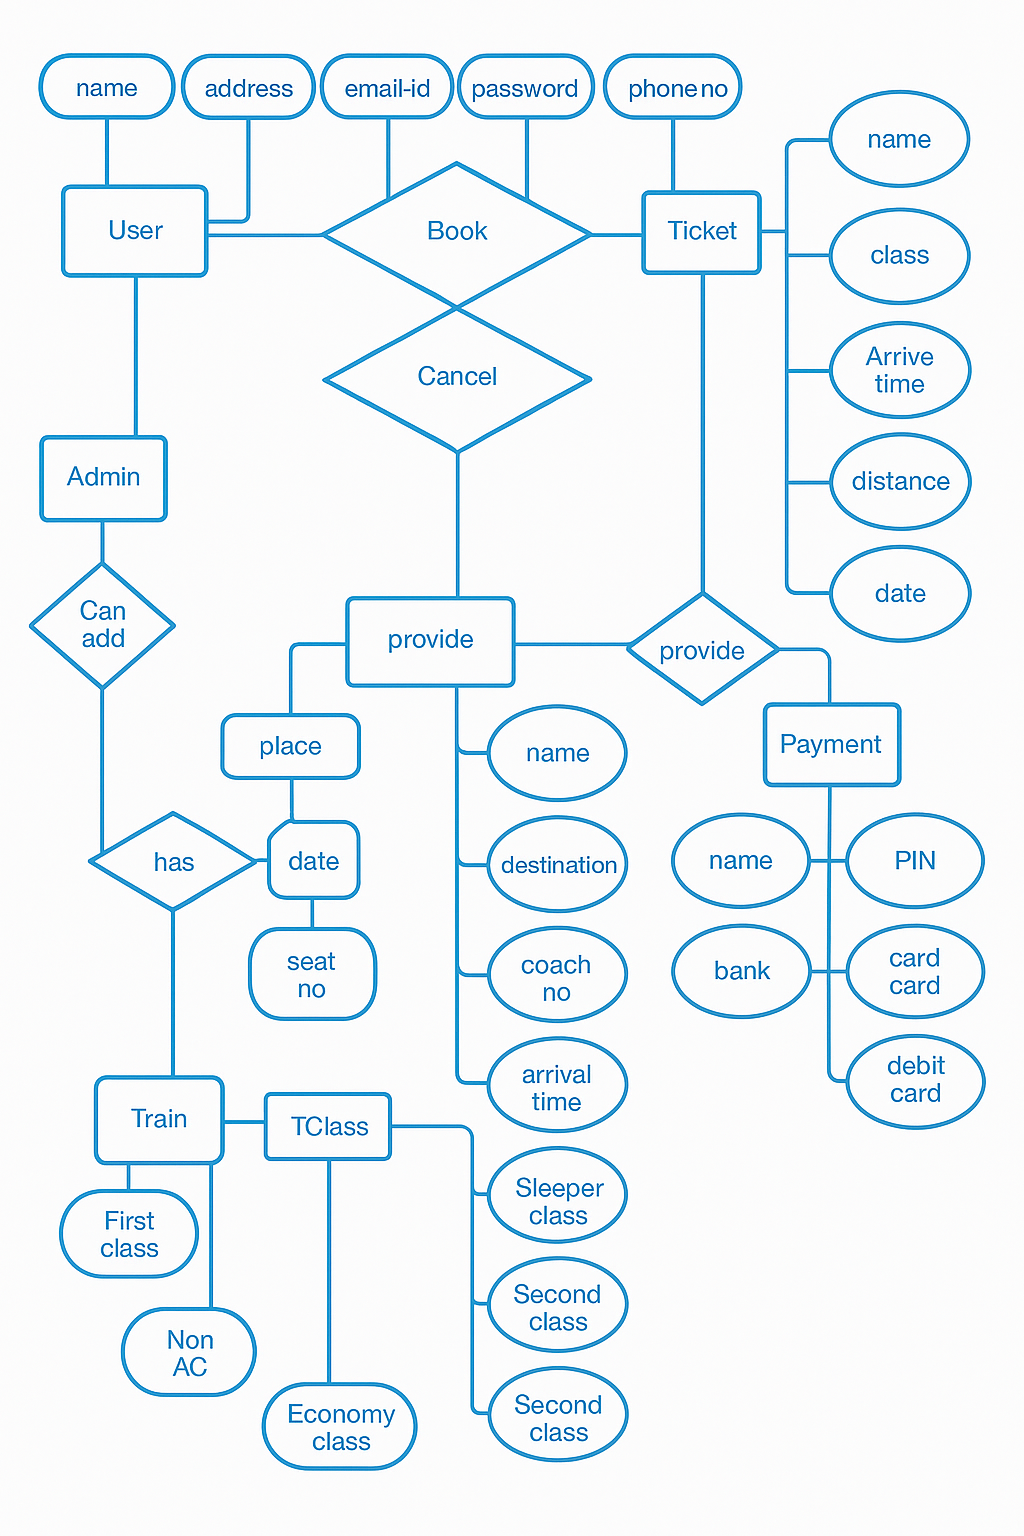 name
address
email-id
password
phone no
name
User
Book
Ticket
class
Arrive
time
Cancel
Admin
distance
Can
add
date
provide
provide
place
name
Payment
has
date
destination
name
PIN
seat
no
coach
no
bank
card
card
arrival
time
debit
card
Train
TClass
Sleeper
class
First
class
Second
class
Non
AC
Economy
class
Second
class